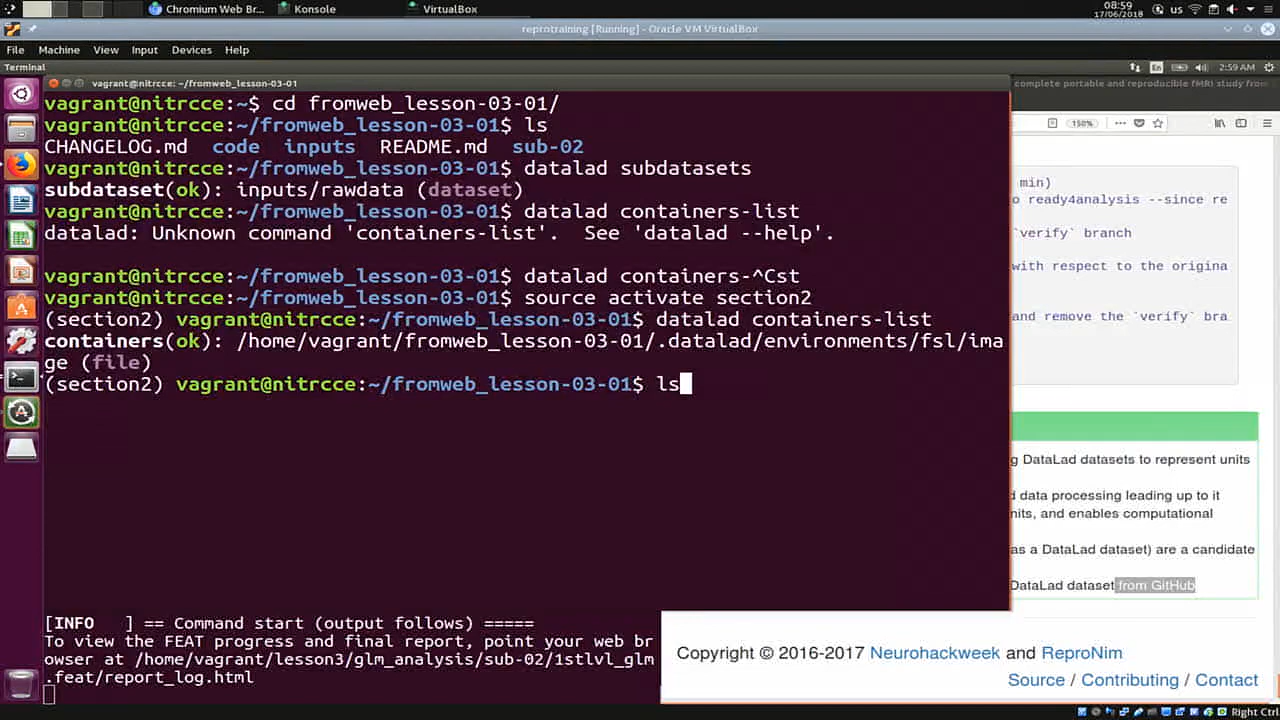 Chromium Web Br...
Konsole
VirtualBox
08:59
17/06/2018
us
reprotraining [Running] - Oracle VM VirtualBox
File Machine View Input Devices Help
Terminal
En
2:59 AM
vagrant@nitrcce: ~/fromweb_lesson-03-01
complete portable and reproducible fMRI study from
vagrant@nitrcce:~$ cd fromweb_lesson-03-01/
vagrant@nitrcce:~/fromweb_lesson-03-01$ ls
CHANGELOG.md code inputs README.md sub-02
vagrant@nitrcce:~/fromweb_lesson-03-01$ datalad subdatasets
subdataset(ok): inputs/rawdata (dataset)
vagrant@nitrcce:~/fromweb_lesson-03-01$ datalad containers-list
datalad: Unknown command 'containers-list'. See 'datalad --help'.
vagrant@nitrcce:~/fromweb_lesson-03-01$ datalad containers-^Cst
vagrant@nitrcce:~/fromweb_lesson-03-01$ source activate section2
(section2) vagrant@nitrcce:~/fromweb_lesson-03-01$ datalad containers-list
containers(ok): /home/vagrant/fromweb_lesson-03-01/.datalad/environments/fsl/ima
ge (file)
(section2) vagrant@nitrcce:~/fromweb_lesson-03-01$ ls
[INFO ] == Command start (output follows) =====
To view the FEAT progress and final report, point your web br
owser at /home/vagrant/lesson3/glm_analysis/sub-02/1stlvl_glm
.feat/report_log.html
150%
min)
o ready4analysis --since re
`verify` branch
with respect to the origina
and remove the `verify` bra
g DataLad datasets to represent units
d data processing leading up to it
nits, and enables computational
as a DataLad dataset) are a candidate
DataLad dataset from GitHub
Copyright © 2016-2017 Neurohackweek and ReproNim
Source / Contributing / Contact
Right Ctrl